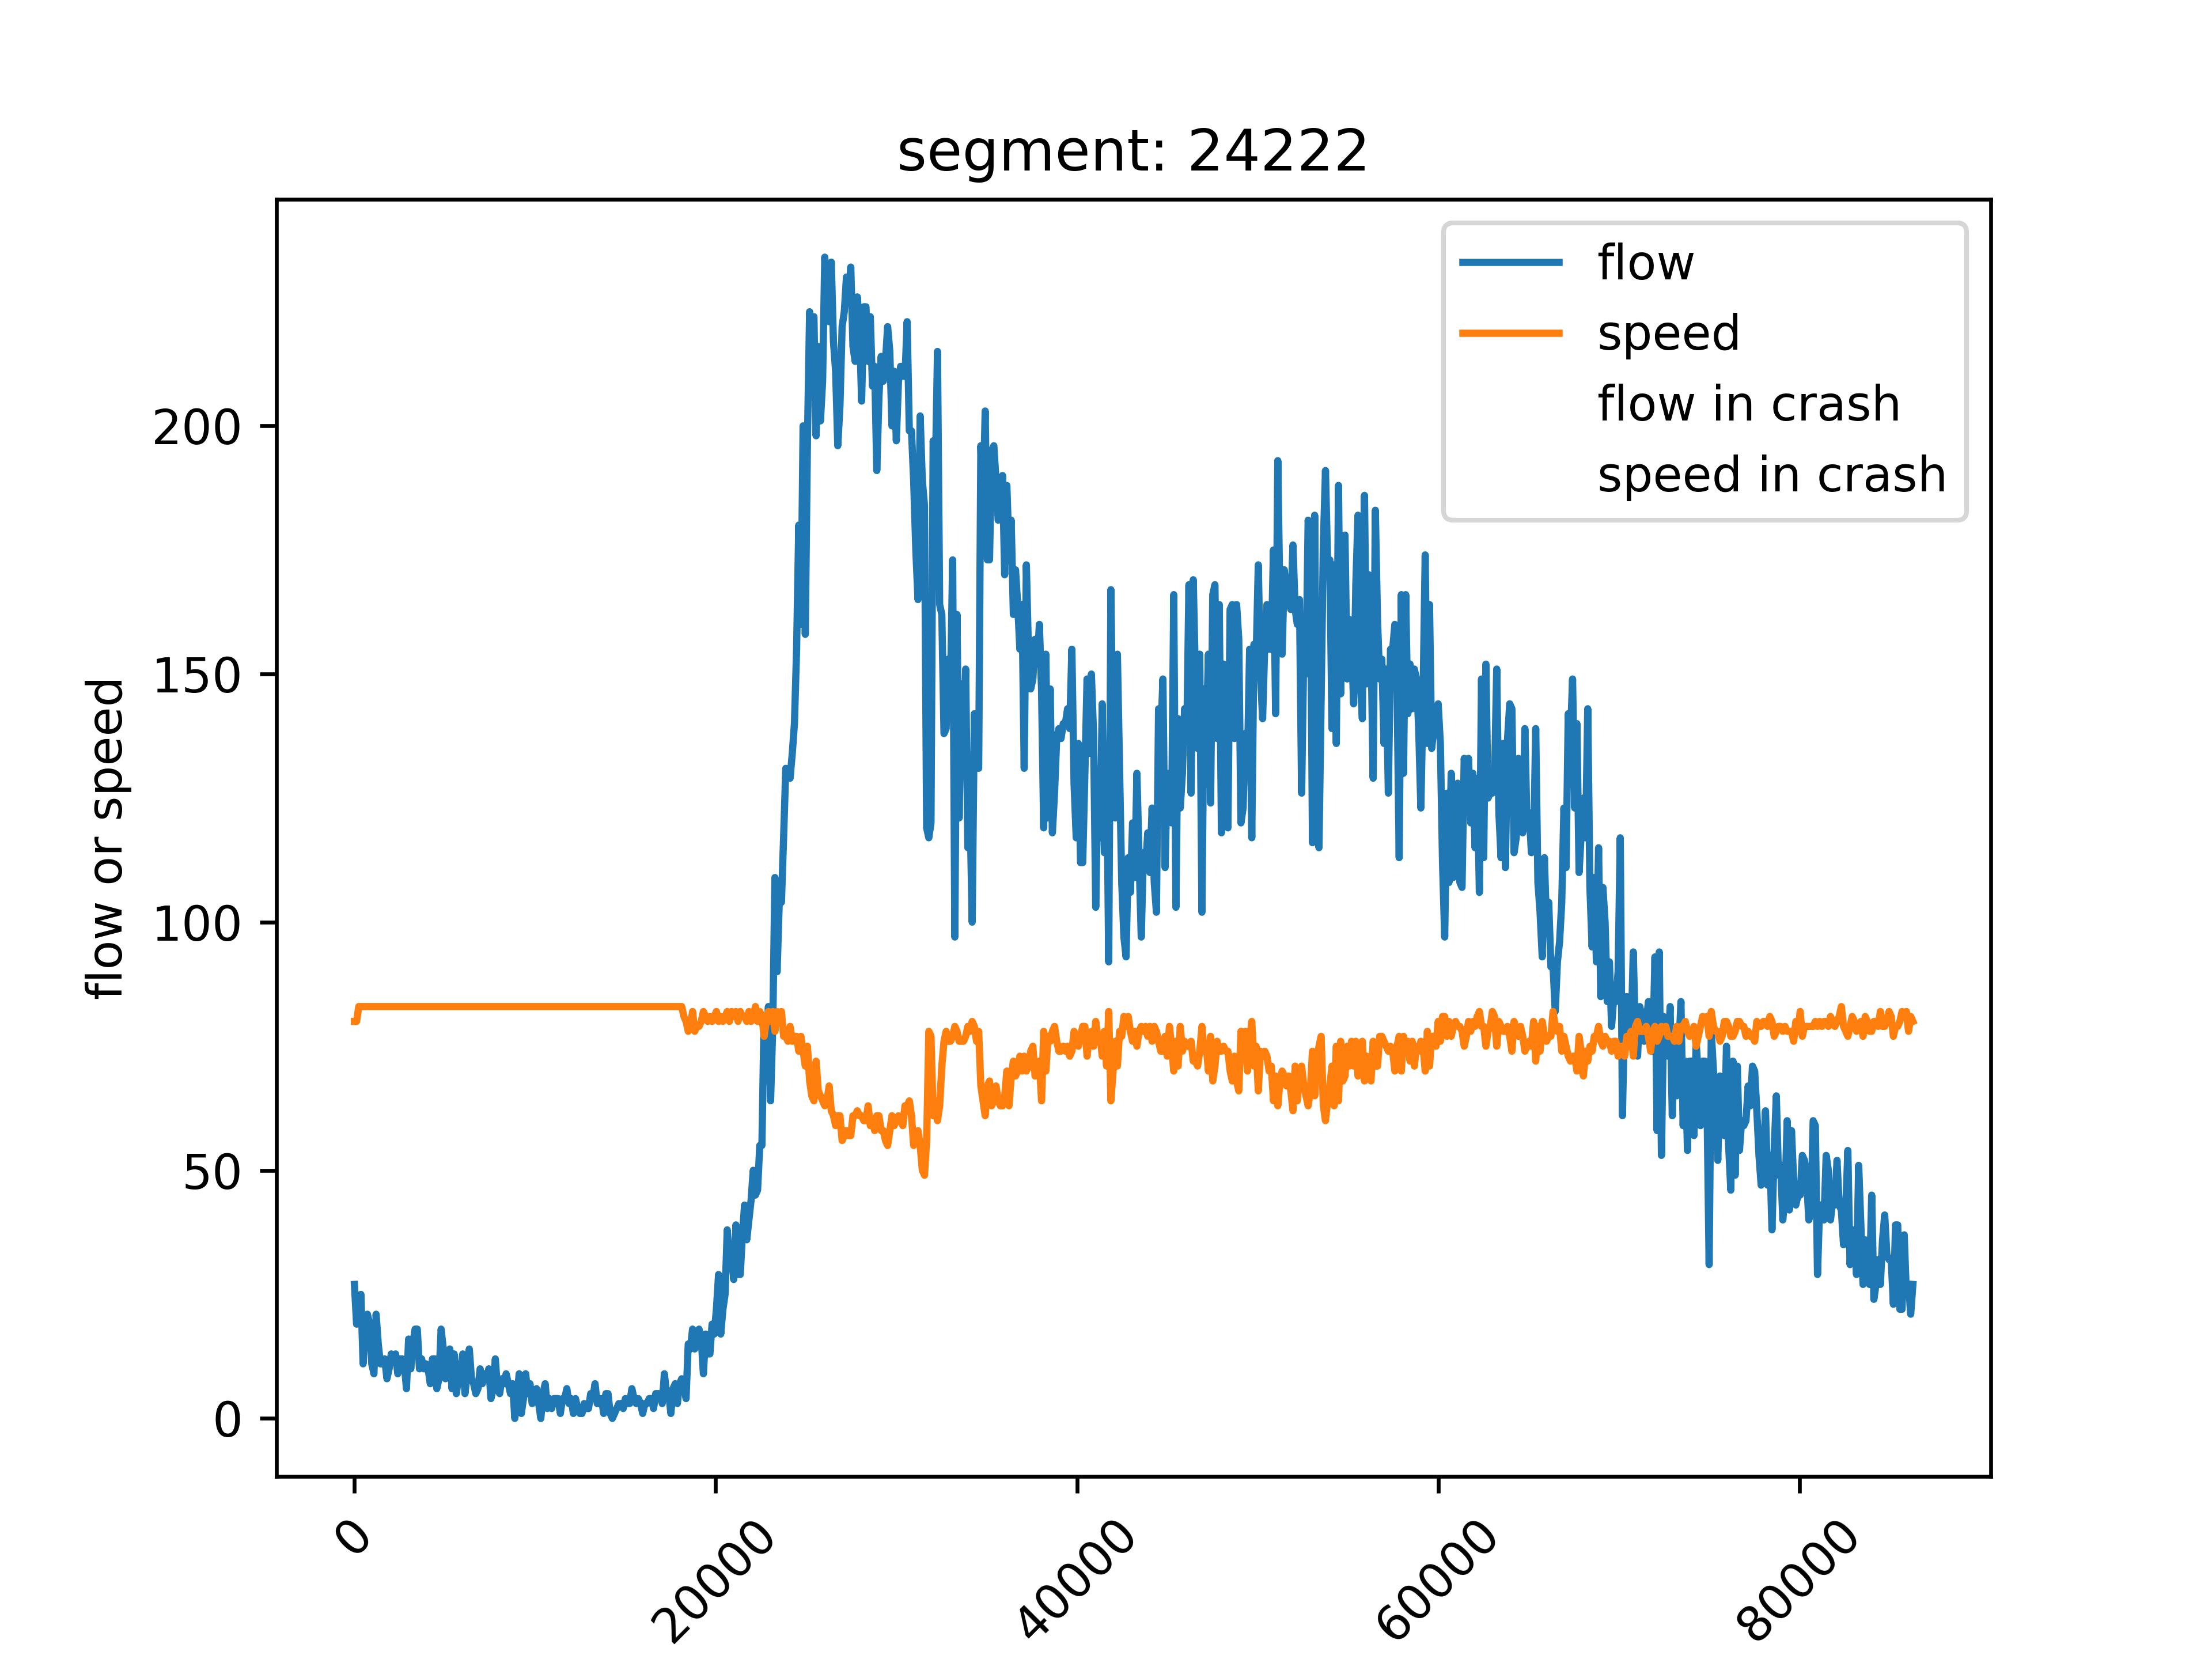 segment: 24222
flow
speed
flow in crash
speed in crash
flow or speed
200
150
100
50
0
0
20000
40000
60000
80000